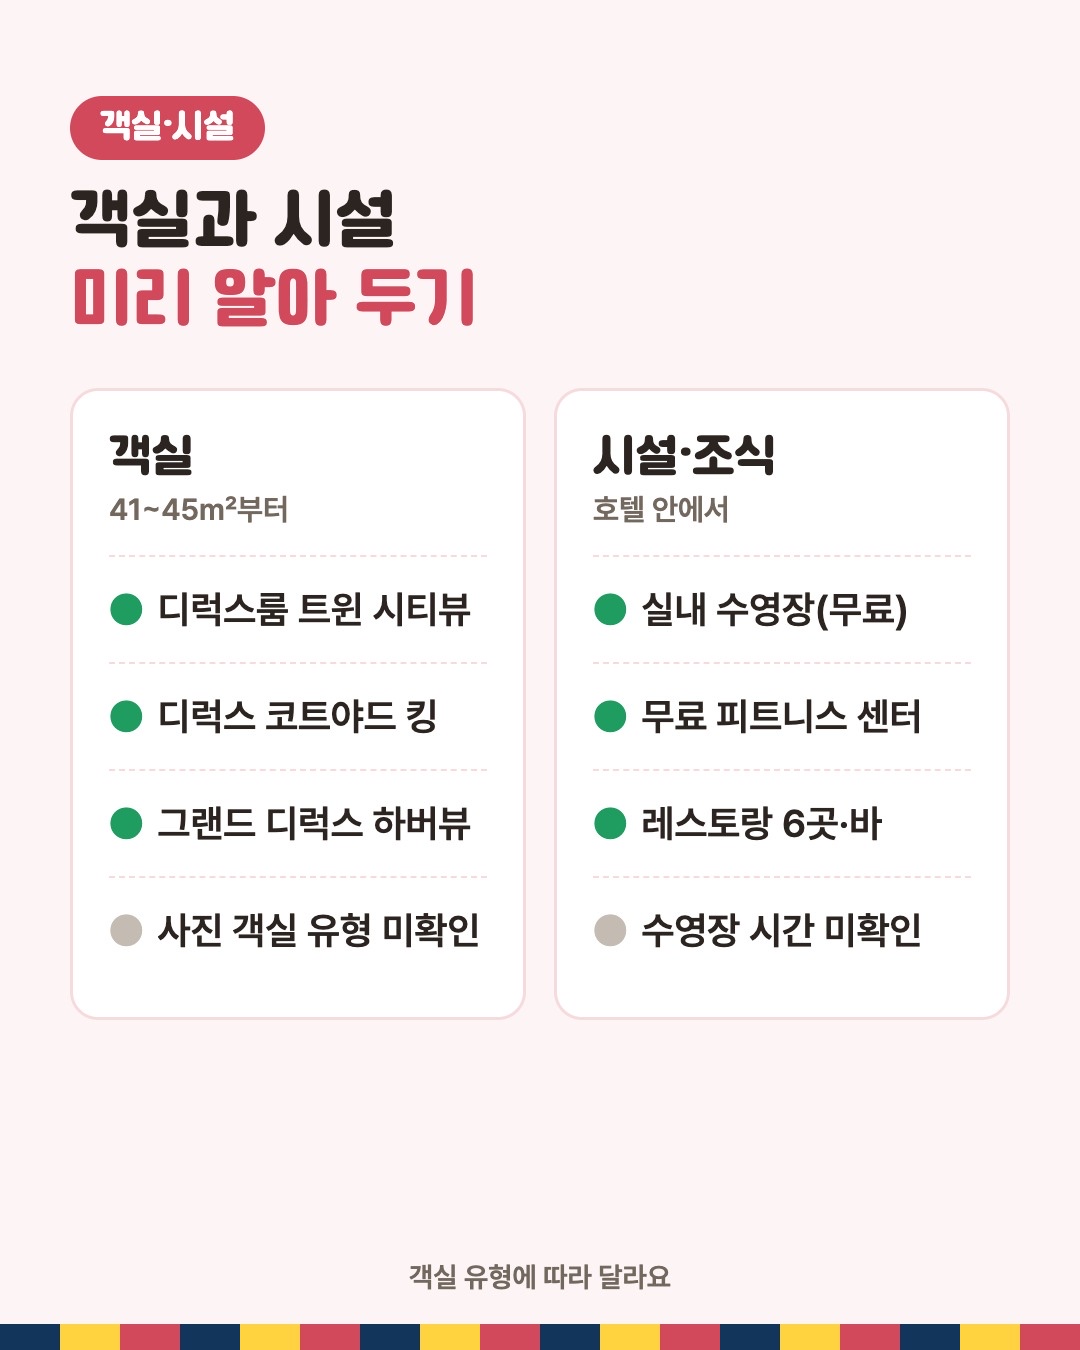 객실·시설
객실과 시설
미리 알아 두기
객실
41~45m²부터
디럭스룸 트윈 시티뷰
디럭스 코트야드 킹
그랜드 디럭스 하버뷰
사진 객실 유형 미확인
시설·조식
호텔 안에서
실내 수영장(무료)
무료 피트니스 센터
레스토랑 6곳·바
수영장 시간 미확인
객실 유형에 따라 달라요